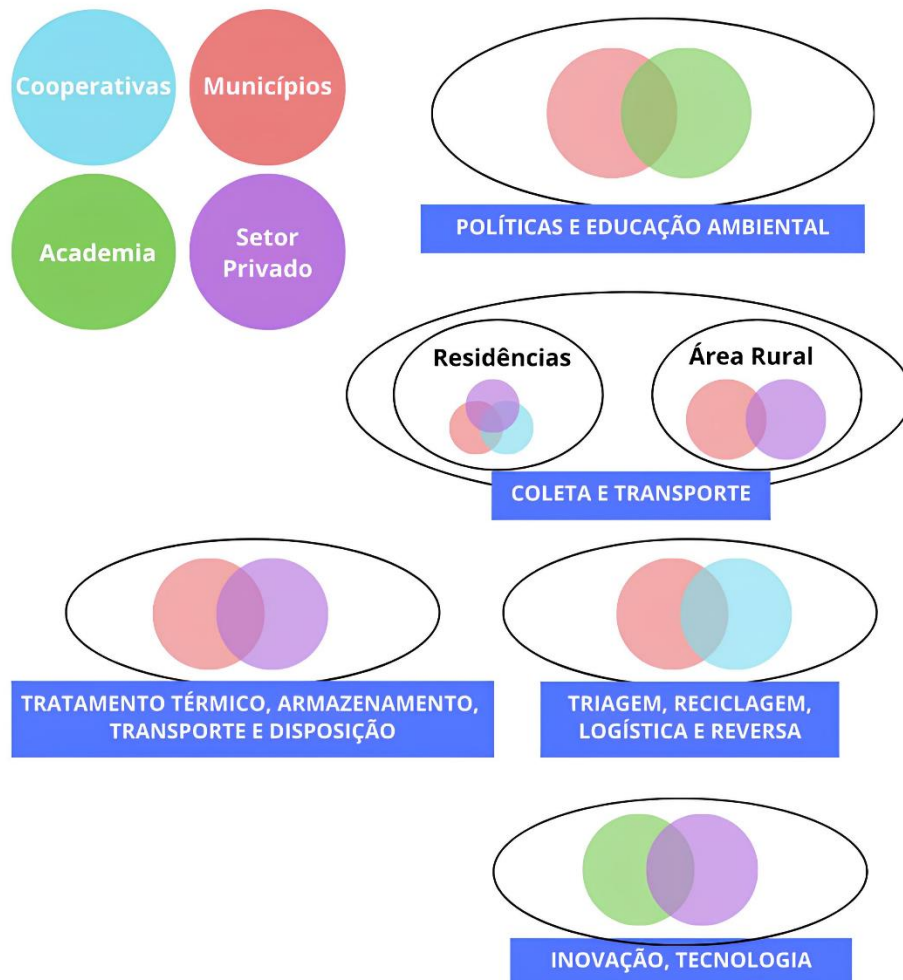 Cooperativas
Municípios
Academia
Setor
Privado
POLÍTICAS E EDUCAÇÃO AMBIENTAL
Residências
Área Rural
COLETA E TRANSPORTE
TRATAMENTO TÉRMICO, ARMAZENAMENTO,
TRANSPORTE E DISPOSIÇÃO
TRIAGEM, RECICLAGEM,
LOGÍSTICA E REVERSA
INOVAÇÃO, TECNOLOGIA